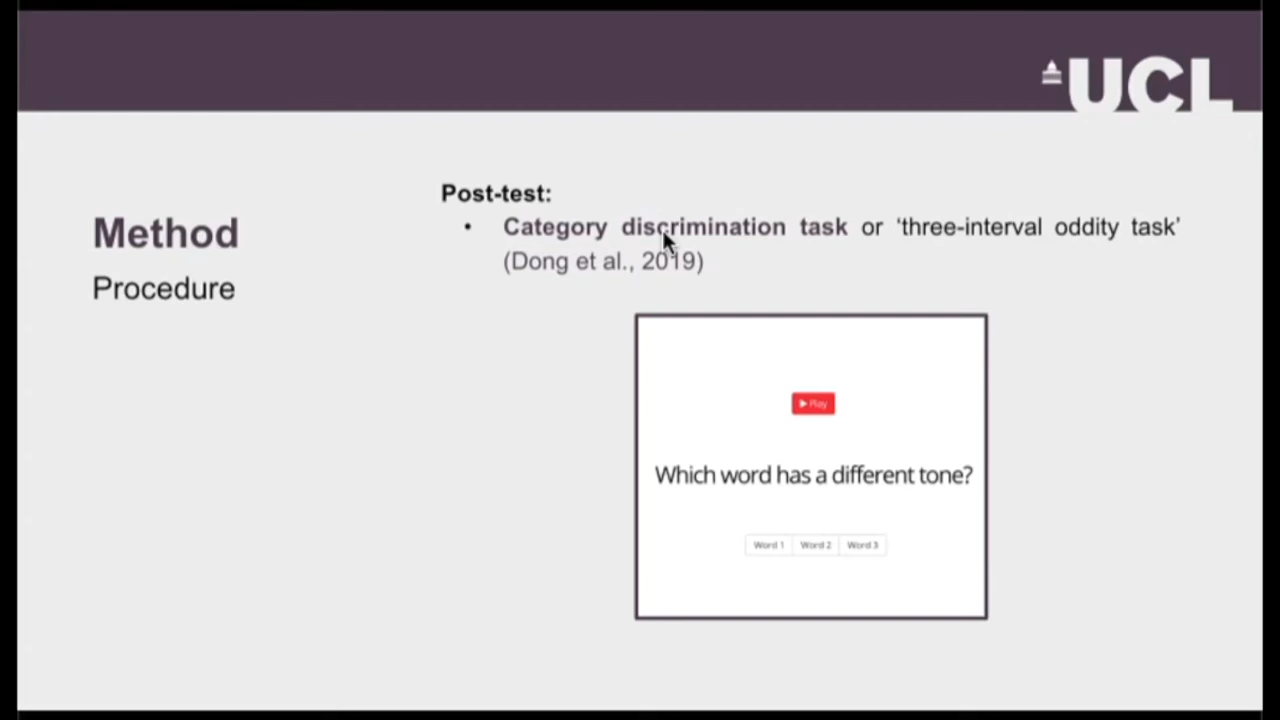 UCL
Method
Procedure
Post-test:
• Category discrimination task or ‘three-interval oddity task’
(Dong et al., 2019)
Play
Which word has a different tone?
Word 1 Word 2 Word 3